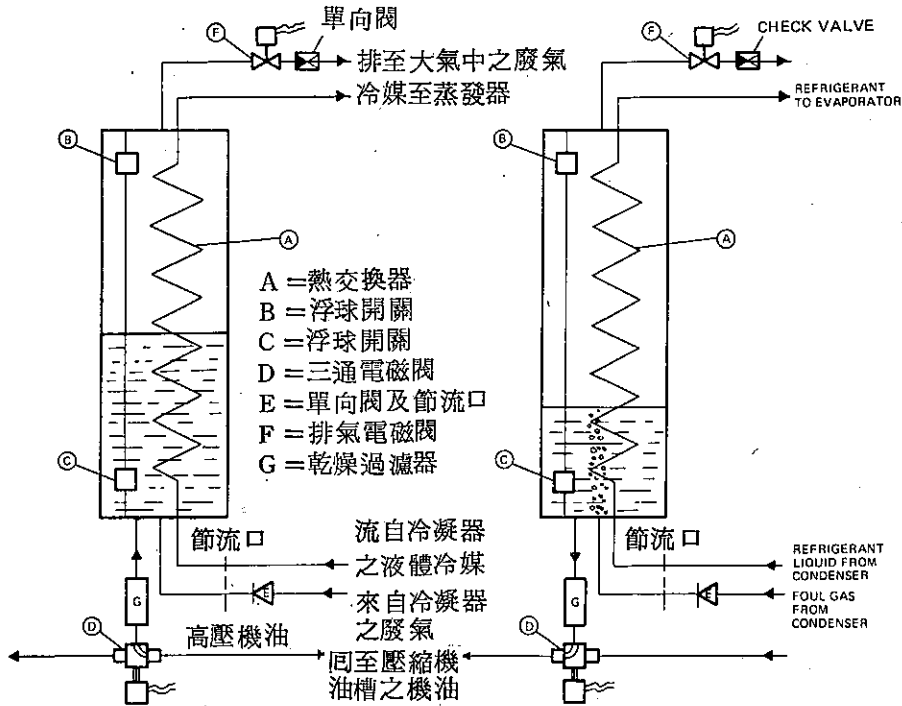 F
單向閥
排至大氣中之廢氣
冷媒至蒸發器
B
A
A =熱交換器
B =浮球開關
C =浮球開關
D =三通電磁閥
E =單向閥及節流口
F =排氣電磁閥
G =乾燥過濾器
C
節流口
流自冷凝器
之液體冷媒
E
來自冷凝器
之廢氣
G
D
高壓機油
回至壓縮機
油槽之機油
F
CHECK VALVE
REFRIGERANT
TO EVAPORATOR
B
A
C
節流口
REFRIGERANT
LIQUID FROM
CONDENSER
E
FOUL GAS
FROM
CONDENSER
G
D